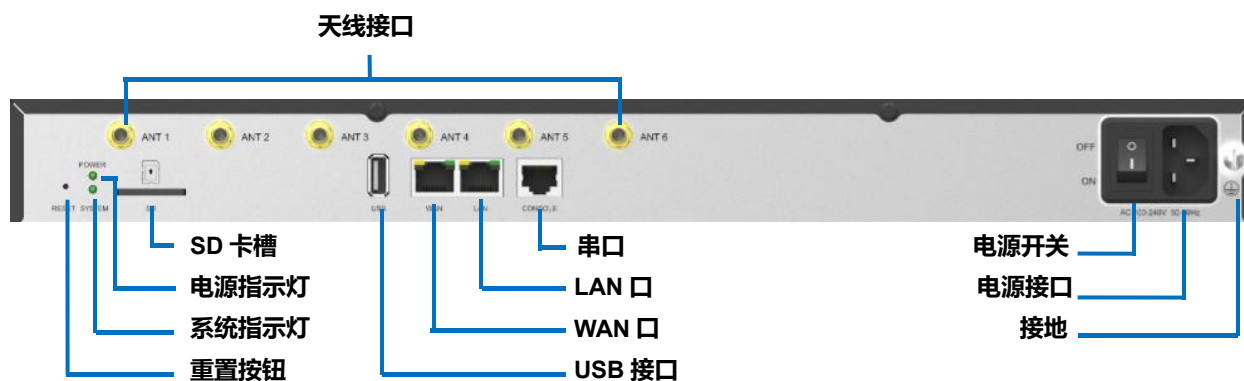 天线接口
ANT 1
ANT 2
ANT 3
ANT 4
ANT 5
ANT 6
POWER
OFF
ON
RESET
SYSTEM
USB
WAN
LAN
CONSOLE
SD 卡槽
电源指示灯
系统指示灯
重置按钮
串口
LAN 口
WAN 口
USB 接口
电源开关
电源接口
接地